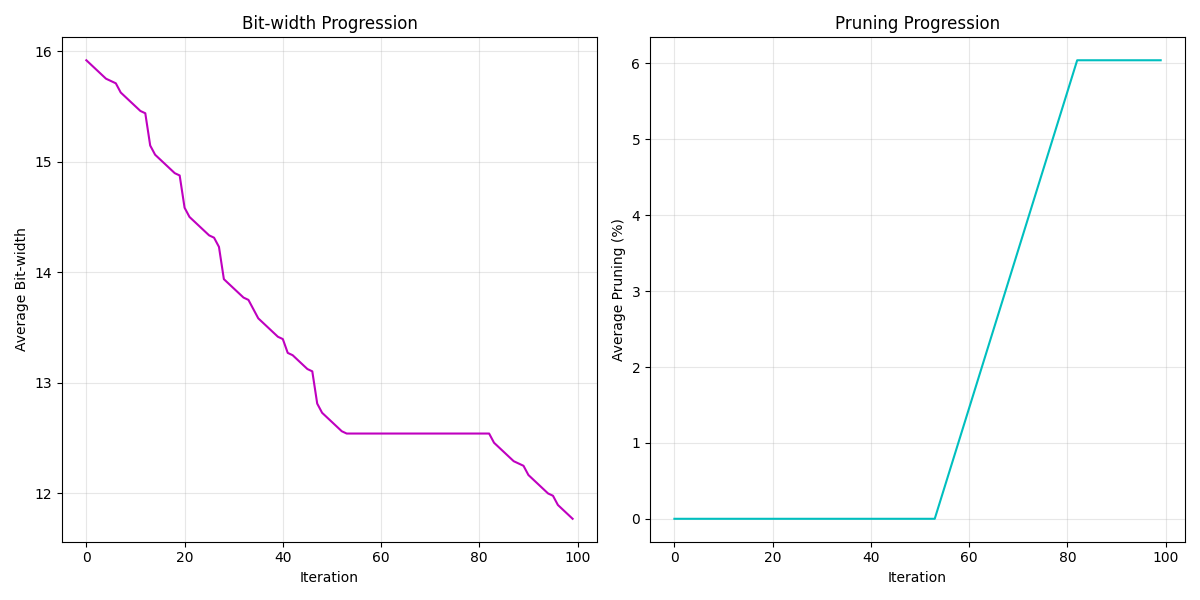 Bit-width Progression
Average Bit-width
16
15
14
13
12
0 20 40 60 80 100
Iteration
Pruning Progression
Average Pruning (%)
6
5
4
3
2
1
0
0 20 40 60 80 100
Iteration